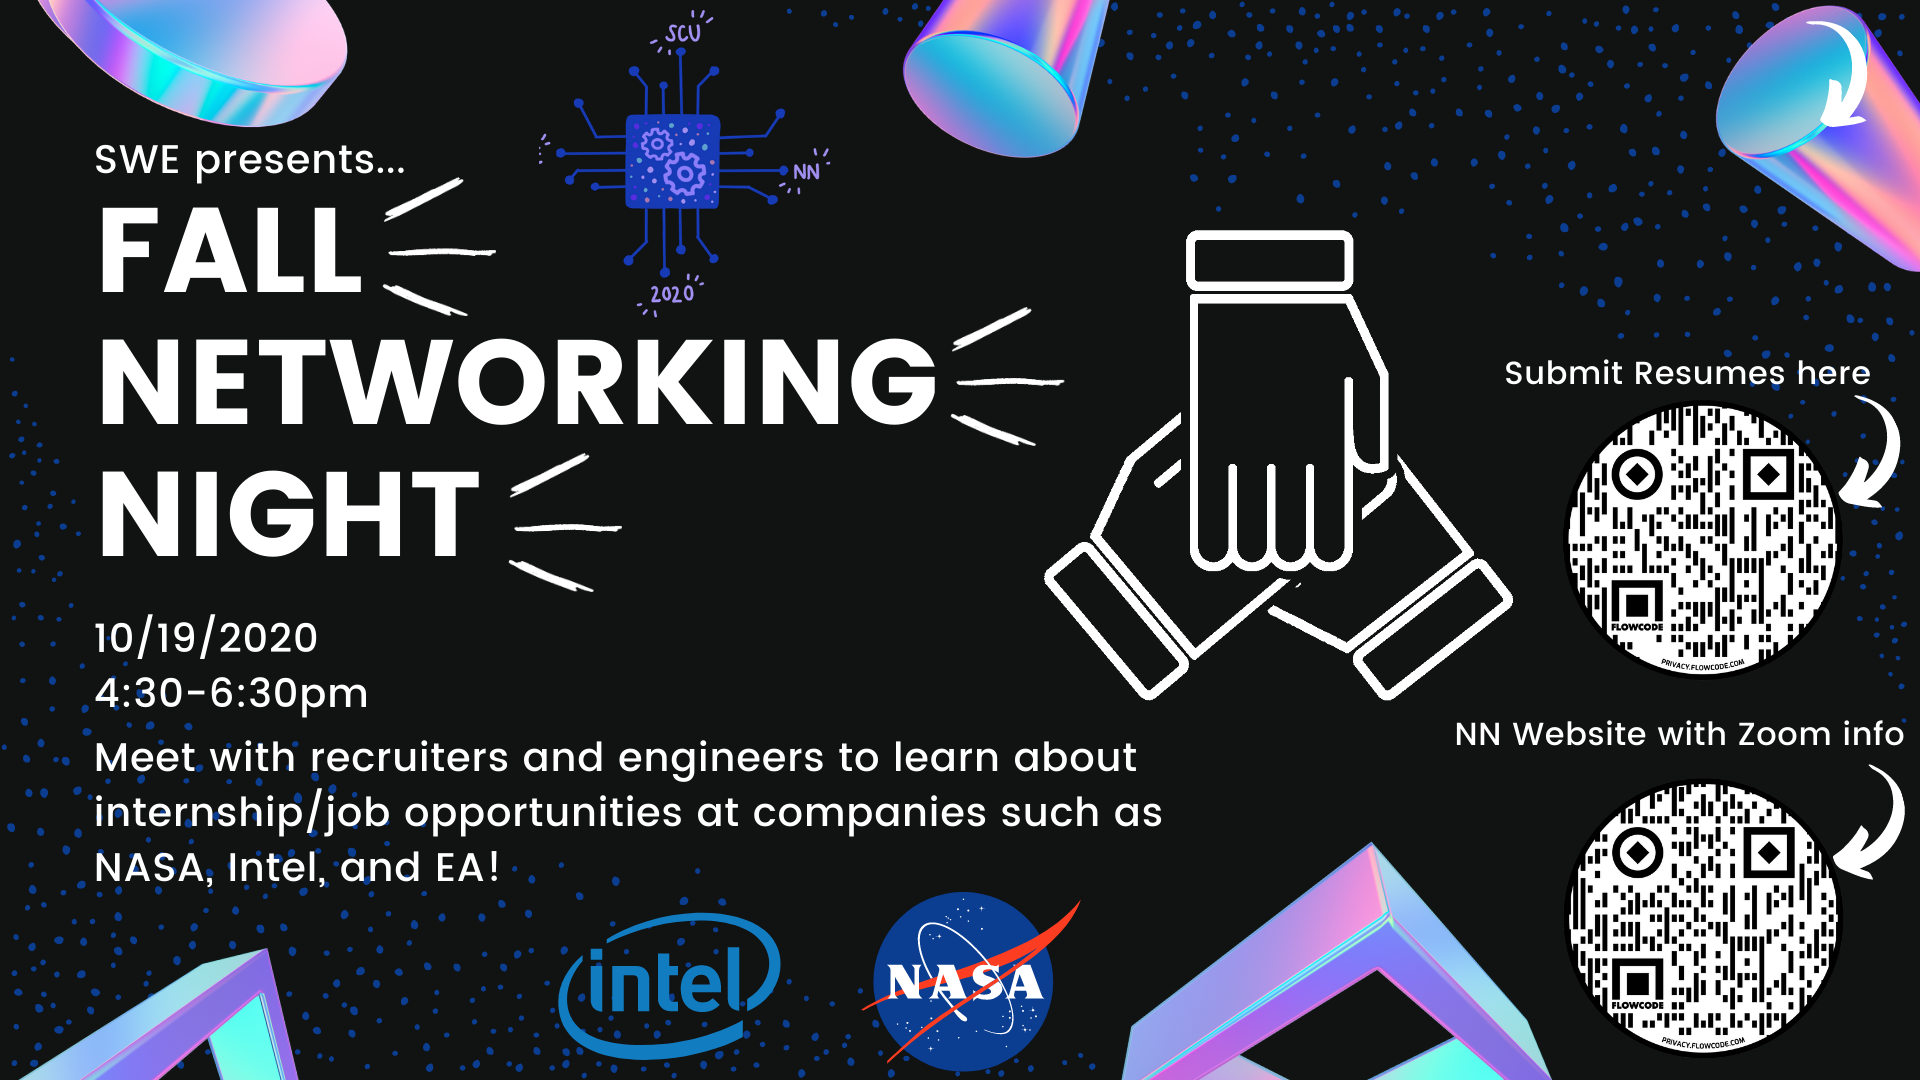 SCU
NN
2020
SWE presents...
FALL
NETWORKING
NIGHT
10/19/2020
4:30-6:30pm
Meet with recruiters and engineers to learn about
internship/job opportunities at companies such as
NASA, Intel, and EA!
intel
NASA
Submit Resumes here
FLOWCODE
PRIVACY.FLOWCODE.COM
NN Website with Zoom info
FLOWCODE
PRIVACY.FLOWCODE.COM